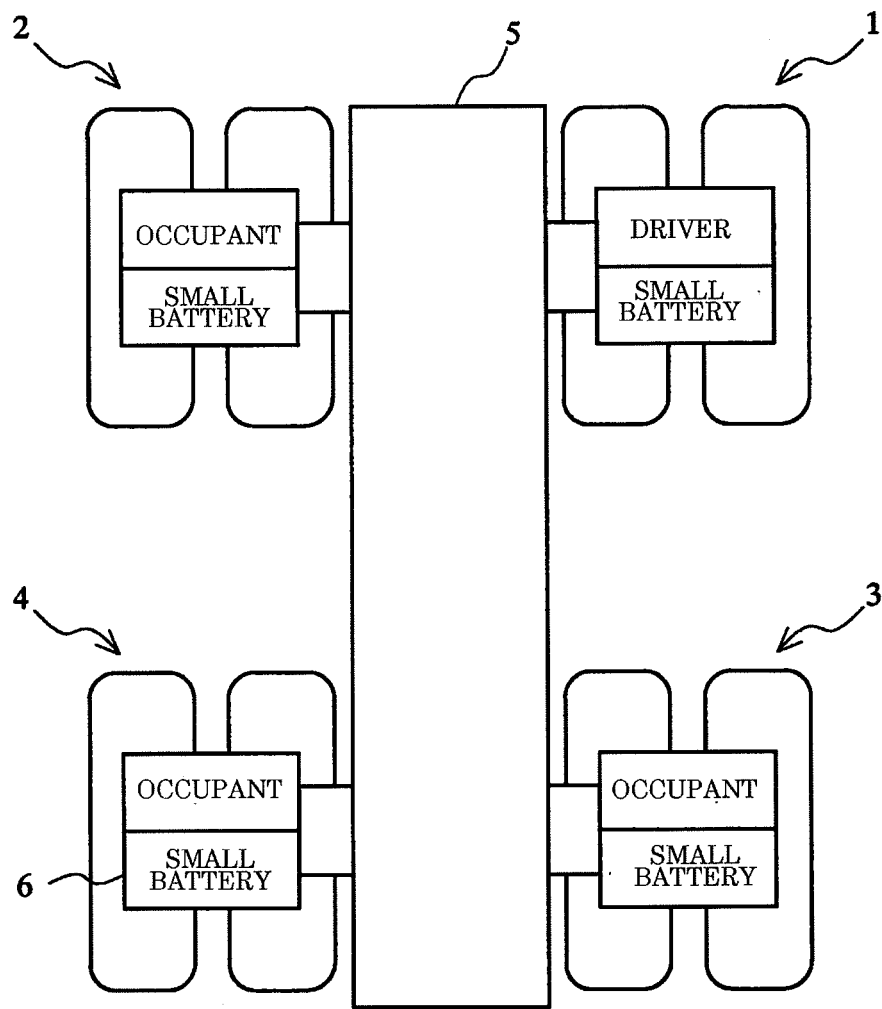 2
5
1
OCCUPANT
SMALL
BATTERY
DRIVER
SMALL
BATTERY
4
3
OCCUPANT
SMALL
BATTERY
OCCUPANT
SMALL
BATTERY
6